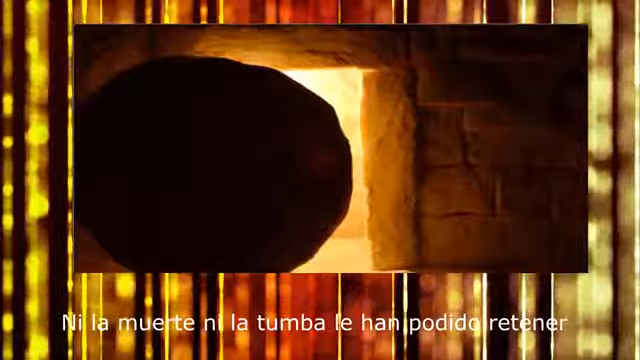 Ni la muerte ni la tumba le han podido retener